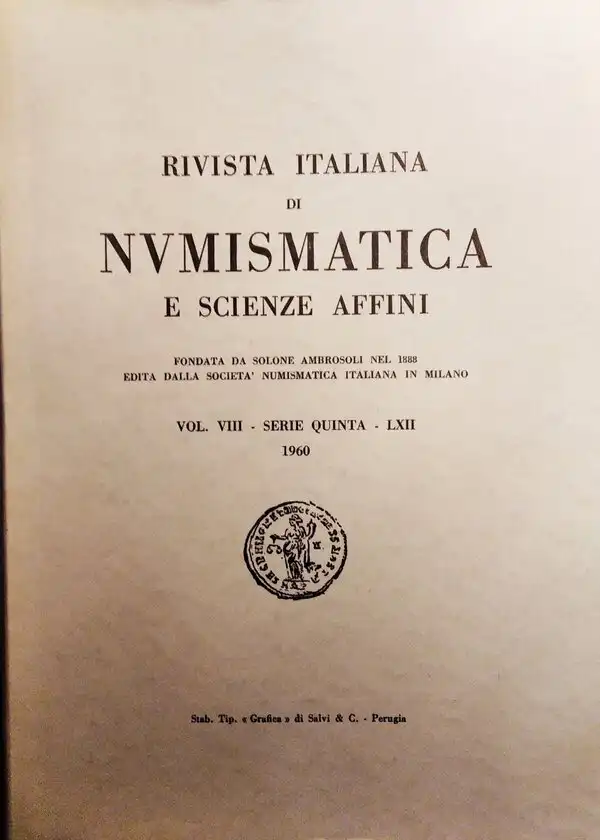 RIVISTA ITALIANA
DI
NVMISMATICA
E SCIENZE AFFINI
FONDATA DA SOLONE AMBROSOLI NEL 1888
EDITA DALLA SOCIETA' NUMISMATICA ITALIANA IN MILANO
VOL. VIII - SERIE QUINTA - LXII
1960
Stab. Tip. « Grafica » di Salvi & C. - Perugia